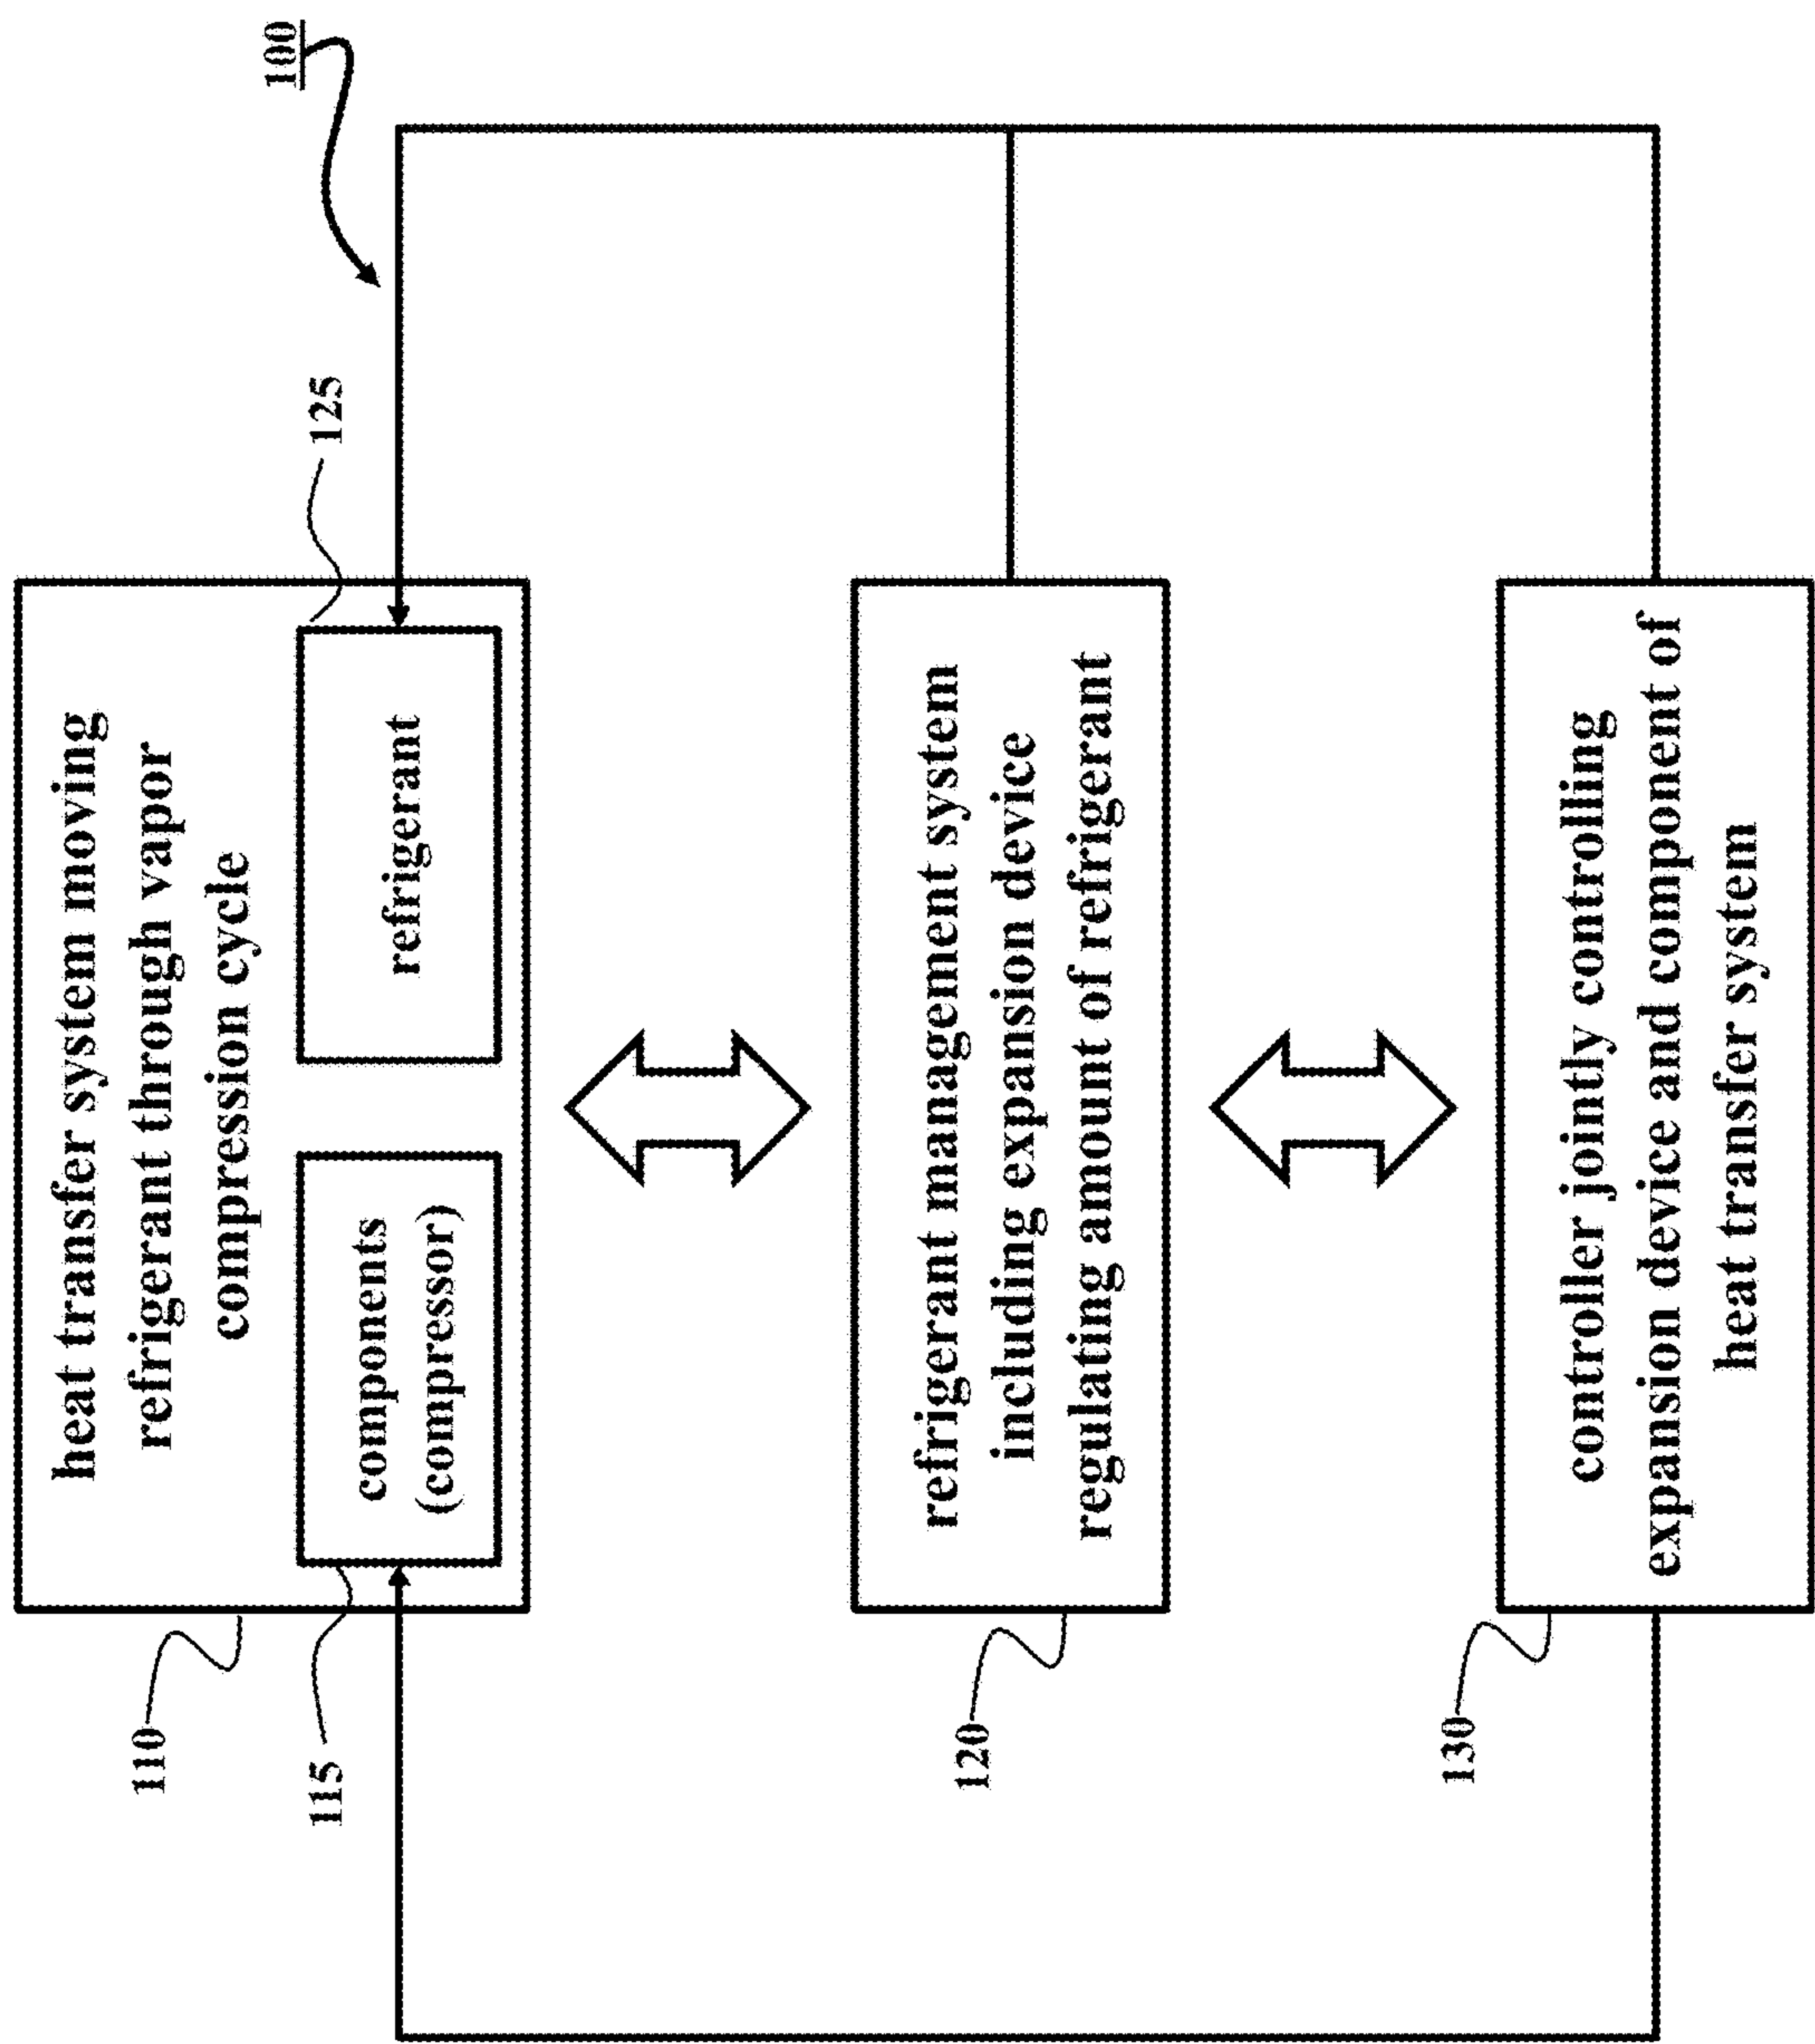 100
110
heat transfer system moving
refrigerant through vapor
compression cycle
115
components
(compressor)
125
refrigerant
120
refrigerant management system
including expansion device
regulating amount of refrigerant
130
controller jointly controlling
expansion device and component of
heat transfer system